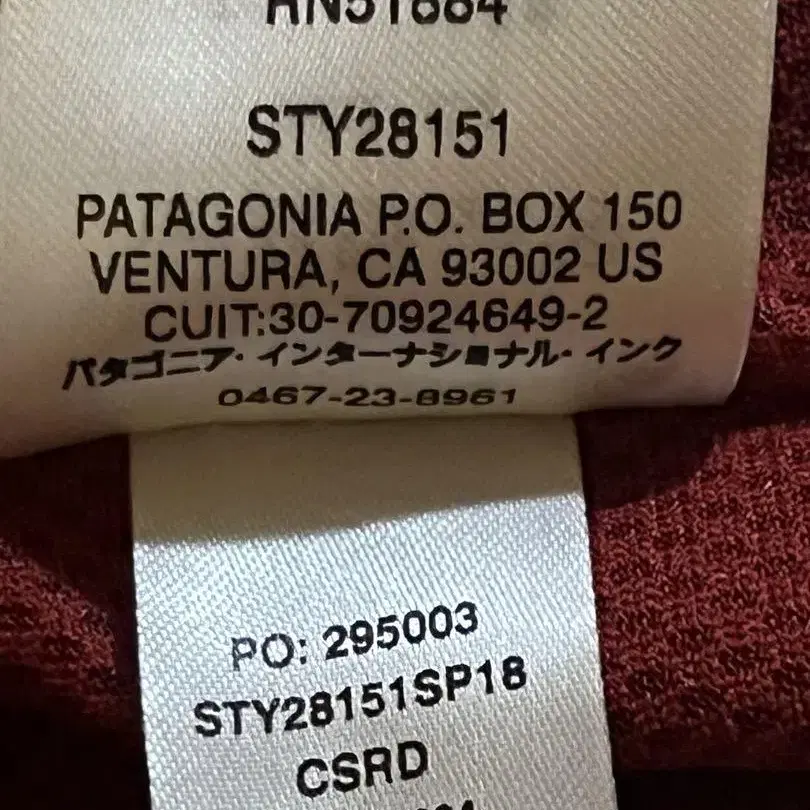 RN51884
STY28151
PATAGONIA P.O. BOX 150
VENTURA, CA 93002 US
CUIT:30-70924649-2
パタゴニア・インターナショナル・インク
0467-23-8961
PO: 295003
STY28151SP18
CSRD